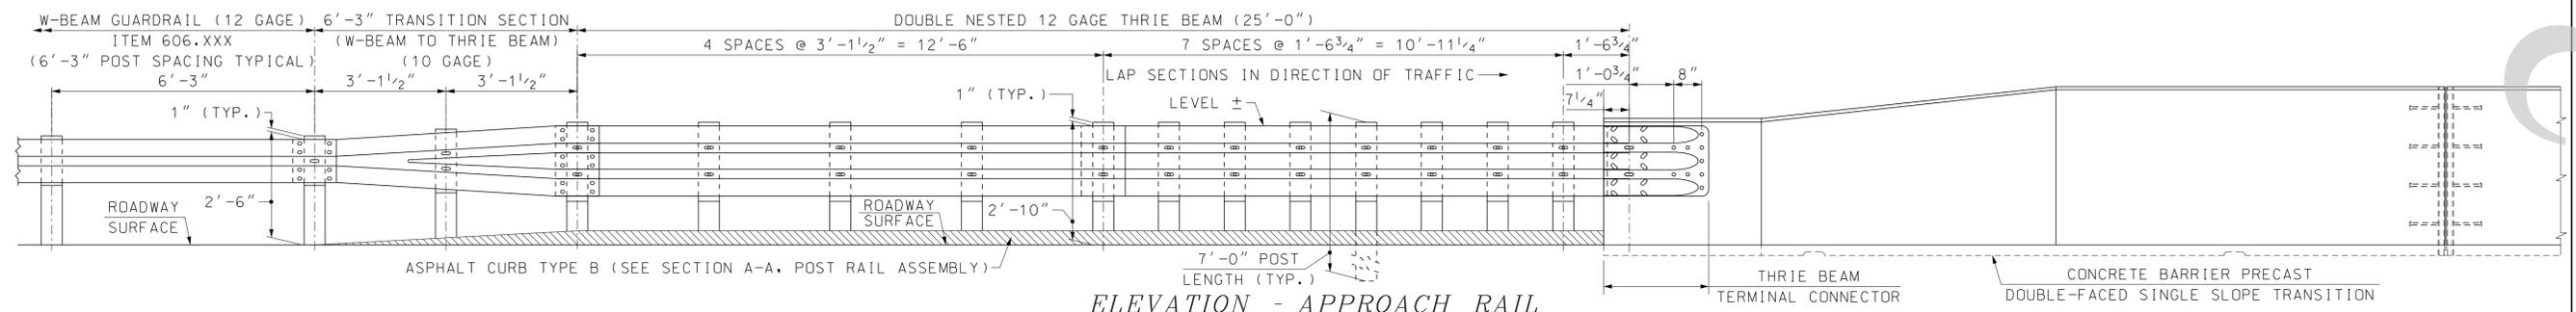 W-BEAM GUARDRAIL (12 GAGE)
ITEM 606.XXX
(6'-3" POST SPACING TYPICAL)
6'-3"
6'-3" TRANSITION SECTION
(W-BEAM TO THRIE BEAM)
(10 GAGE)
3'-1½" 3'-1½"
DOUBLE NESTED 12 GAGE THRIE BEAM (25'-0")
4 SPACES @ 3'-1½" = 12'-6"
7 SPACES @ 1'-6¾" = 10'-11¼"
1'-6¾"
LAP SECTIONS IN DIRECTION OF TRAFFIC
1'-0¾"
8"
7¼"
1" (TYP.)
1" (TYP.)
LEVEL ±
2'-6"
ROADWAY
SURFACE
ROADWAY
SURFACE
2'-10"
ASPHALT CURB TYPE B (SEE SECTION A-A, POST RAIL ASSEMBLY)
7'-0" POST
LENGTH (TYP.)
THRIE BEAM
TERMINAL CONNECTOR
CONCRETE BARRIER PRECAST
DOUBLE-FACED SINGLE SLOPE TRANSITION
ELEVATION - APPROACH RAIL